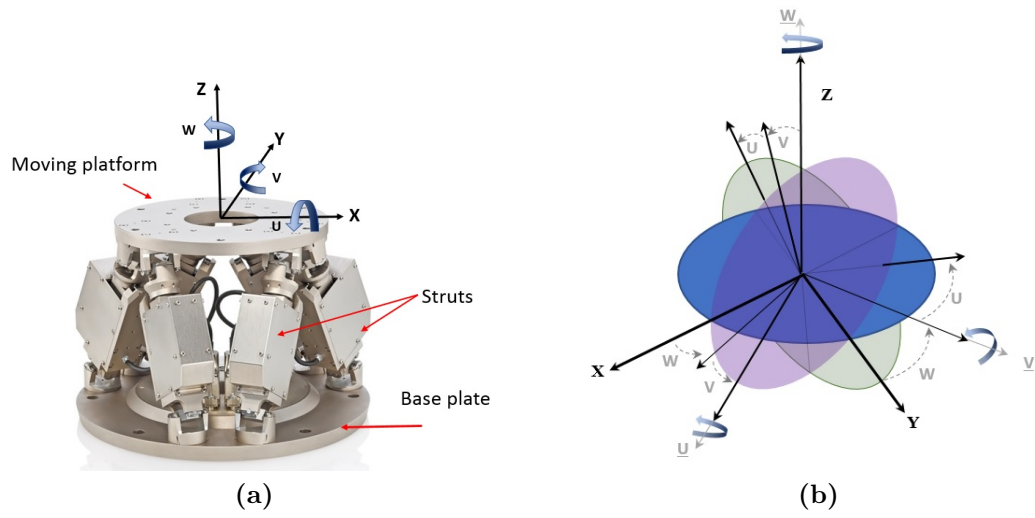 Z
W
Y
Moving platform
V
X
U
Struts
Base plate
(a)
W
Z
U
V
U
X
W
V
W
V
Y
U
(b)